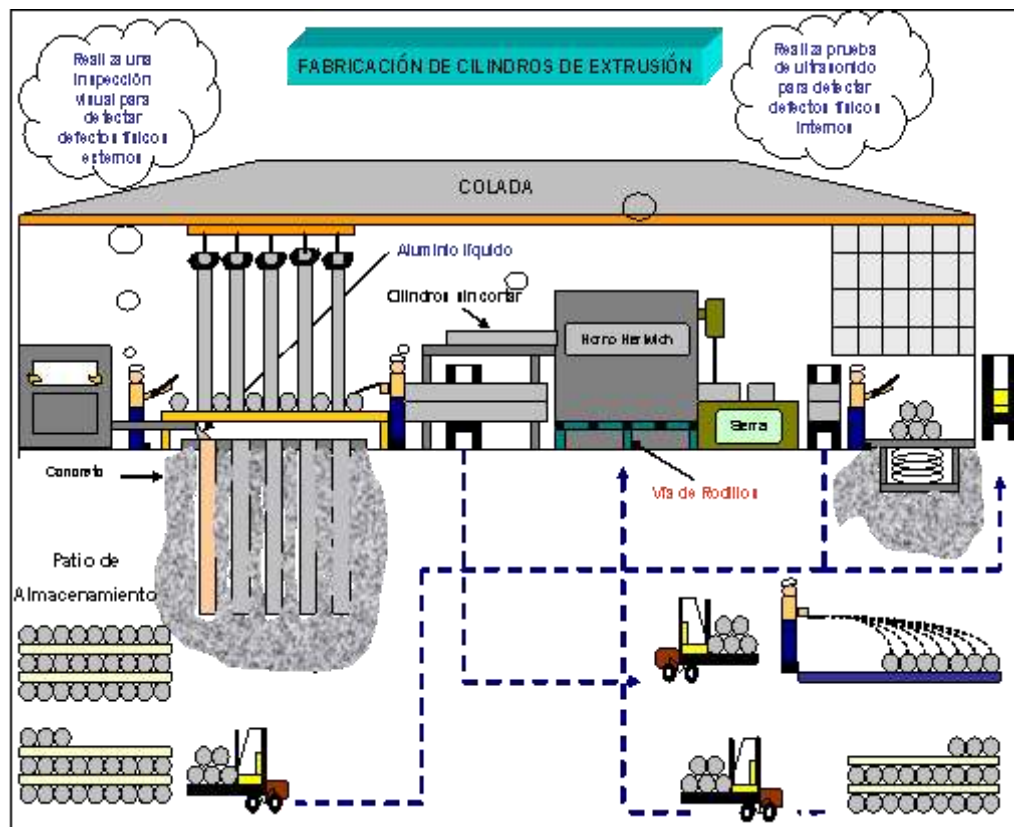 FABRICACIÓN DE CILINDROS DE EXTRUSIÓN
Realiza una
inspección
visual para
detectar
defectos físicos
externos
Realiza prueba
de ultrasonido
para detectar
defectos físicos
internos
COLADA
Aluminio líquido
Cilindros sin cortar
Horno Hertwich
Sierra
Concreto
Vía de Rodillos
Patio de
Almacenamiento